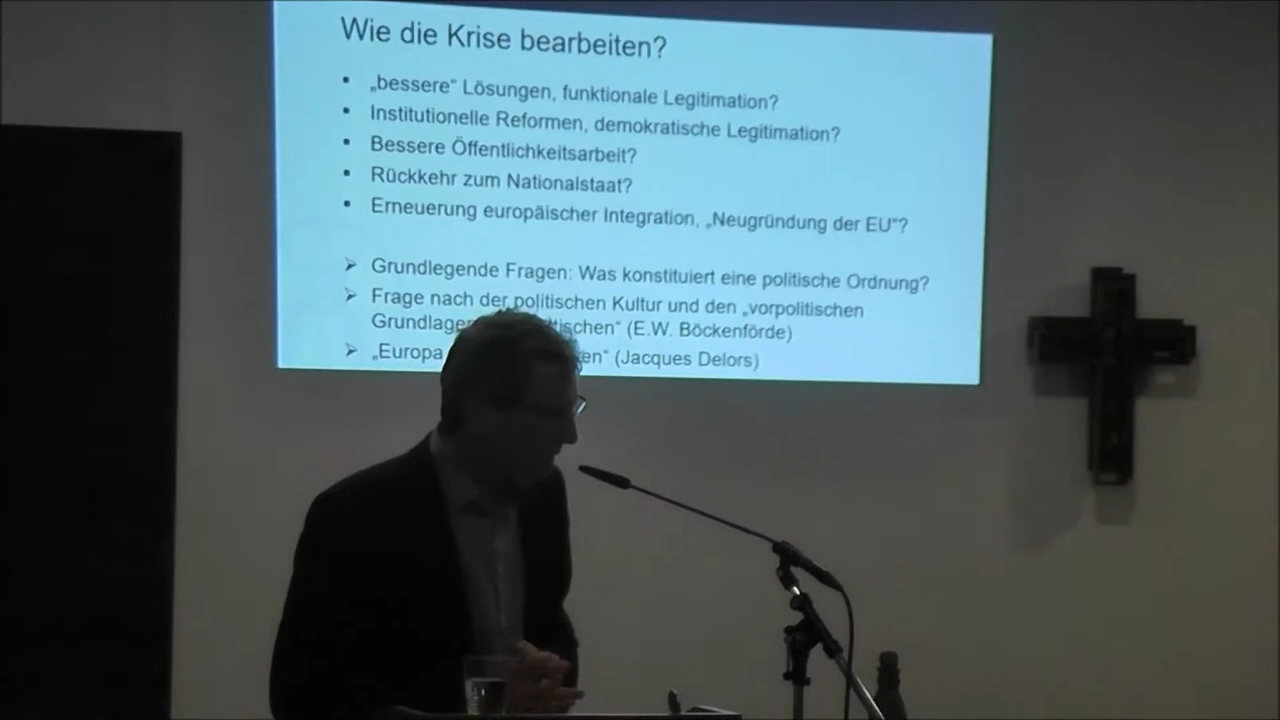 Wie die Krise bearbeiten?
• „bessere“ Lösungen, funktionale Legitimation?
• Institutionelle Reformen, demokratische Legitimation?
• Bessere Öffentlichkeitsarbeit?
• Rückkehr zum Nationalstaat?
• Erneuerung europäischer Integration, „Neugründung der EU“?
➢ Grundlegende Fragen: Was konstituiert eine politische Ordnung?
➢ Frage nach der politischen Kultur und den „vorpolitischen
(E.W. Böckenförde)
➢ „Europa (Jacques Delors)